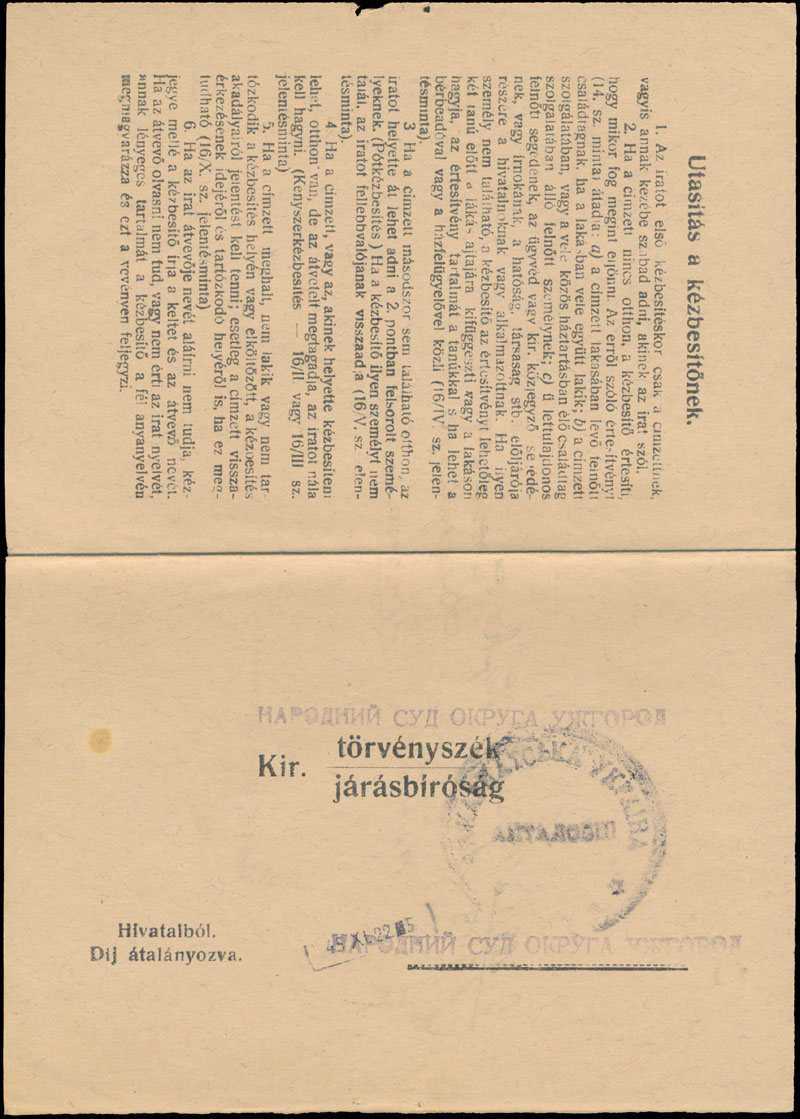 Utasítás a kézbesítőnek.
1. Az iratot első kézbesítéskor csak a címzettnek,
vagyis annak kezébe szabad adni, akinek az irat szól.
2. Ha a címzett nincs otthon, a kézbesítő értesíti,
hogy mikor fog megint eljönni. Az erről szóló értesítvényt
(14. sz. minta) átadja: a) a címzett lakásában levő felnőtt
családtagnak, ha a lakásban vele együtt lakik; b) a címzett
szolgálatában, vagy a vele közös háztartásban élő családtag
szolgálatában álló felnőtt személynek; c) ü lettulajdonos
felnőtt segédének, az ügyvéd vagy kir. közjegyző segédé-
nek, vagy írnokának, a hatóság, társaság stb. elöljárója
részére a hivatalnoknak vagy alkalmazottnak. Ha ilyen
személy nem található, a kézbesítő az értesítvényt lehetőleg
két tanú előtt a lakás ajtajára kifüggeszti vagy a lakáson
hagyja, az értesítvény tartalmát a tanúkkal s ha lehet a
bérbeadóval vagy a házfelügyelővel közli (16/IV. sz. jelen-
tésminta).
3 Ha a címzett másodszor sem található otthon, az
iratot helyette át lehet adni a 2. pontban felsorolt szemé-
lyeknek. (Pótkézbesítés) Ha a kézbesítő ilyen személyt nem
talál, az iratot fellebbvalójának visszaadja (16/V. sz. jelen-
tésminta).
4 Ha a címzett, vagy az, akinek helyette kézbesíteni
lehet, otthon van, de az átvételt megtagadja, az iratot nála
kell hagyni. (Kényszerkézbesítés — 16/II vagy 16/III sz.
jelentésminta)
5. Ha a címzett meghalt, nem lakik vagy nem tar-
tózkodik a kézbesítés helyén vagy elköltözött, a kézbesítés
akadályairól jelentést kell tenni; esetleg a címzett vissza-
érkezésének idejéről és tartózkodó helyéről is, ha ez meg-
tudható (16/X. sz. jelentésminta)
6. Ha az irat átvevője nevét aláírni nem tudja, kéz-
jegye mellé a kézbesítő írja a keltet és az átvevő nevét.
Ha az átvevő olvasni nem tud, vagy nem érti az irat nyelvét,
annak lényeges tartalmát a kézbesítő a fél anyanyelvén
megmagyarázza és ezt a vevényen feljegyzi.
НАРОДНИЙ СУД ОКРУГА УЖГОРОД
Kir. törvényszék
járásbíróság
Hivatalból.
Díj átalányozva.
45 XI. 22
НАРОДНИЙ СУД ОКРУГА УЖГОРОД